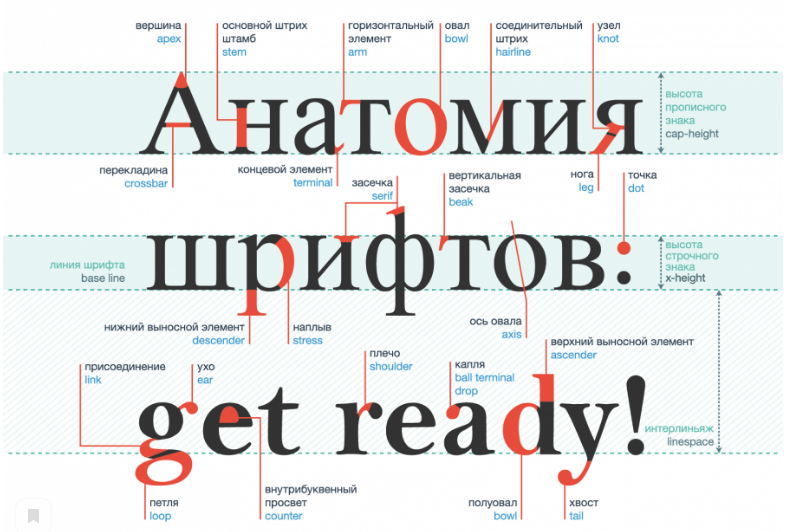 вершина
apex
основной штрих
штамб
stem
горизонтальный
элемент
arm
овал
bowl
соединительный
штрих
hairline
узел
knot
Анатомия
высота
прописного
знака
cap-height
перекладина
crossbar
концевой элемент
terminal
засечка
serif
вертикальная
засечка
beak
нога
leg
точка
dot
шрифтов:
линия шрифта
base line
высота
строчного
знака
x-height
нижний выносной элемент
descender
наплыв
stress
ось овала
axis
верхний выносной элемент
ascender
присоединение
link
ухо
ear
плечо
shoulder
капля
ball terminal
drop
get ready!
интерлиньяж
linespace
петля
loop
внутрибуквенный
просвет
counter
полуовал
bowl
хвост
tail